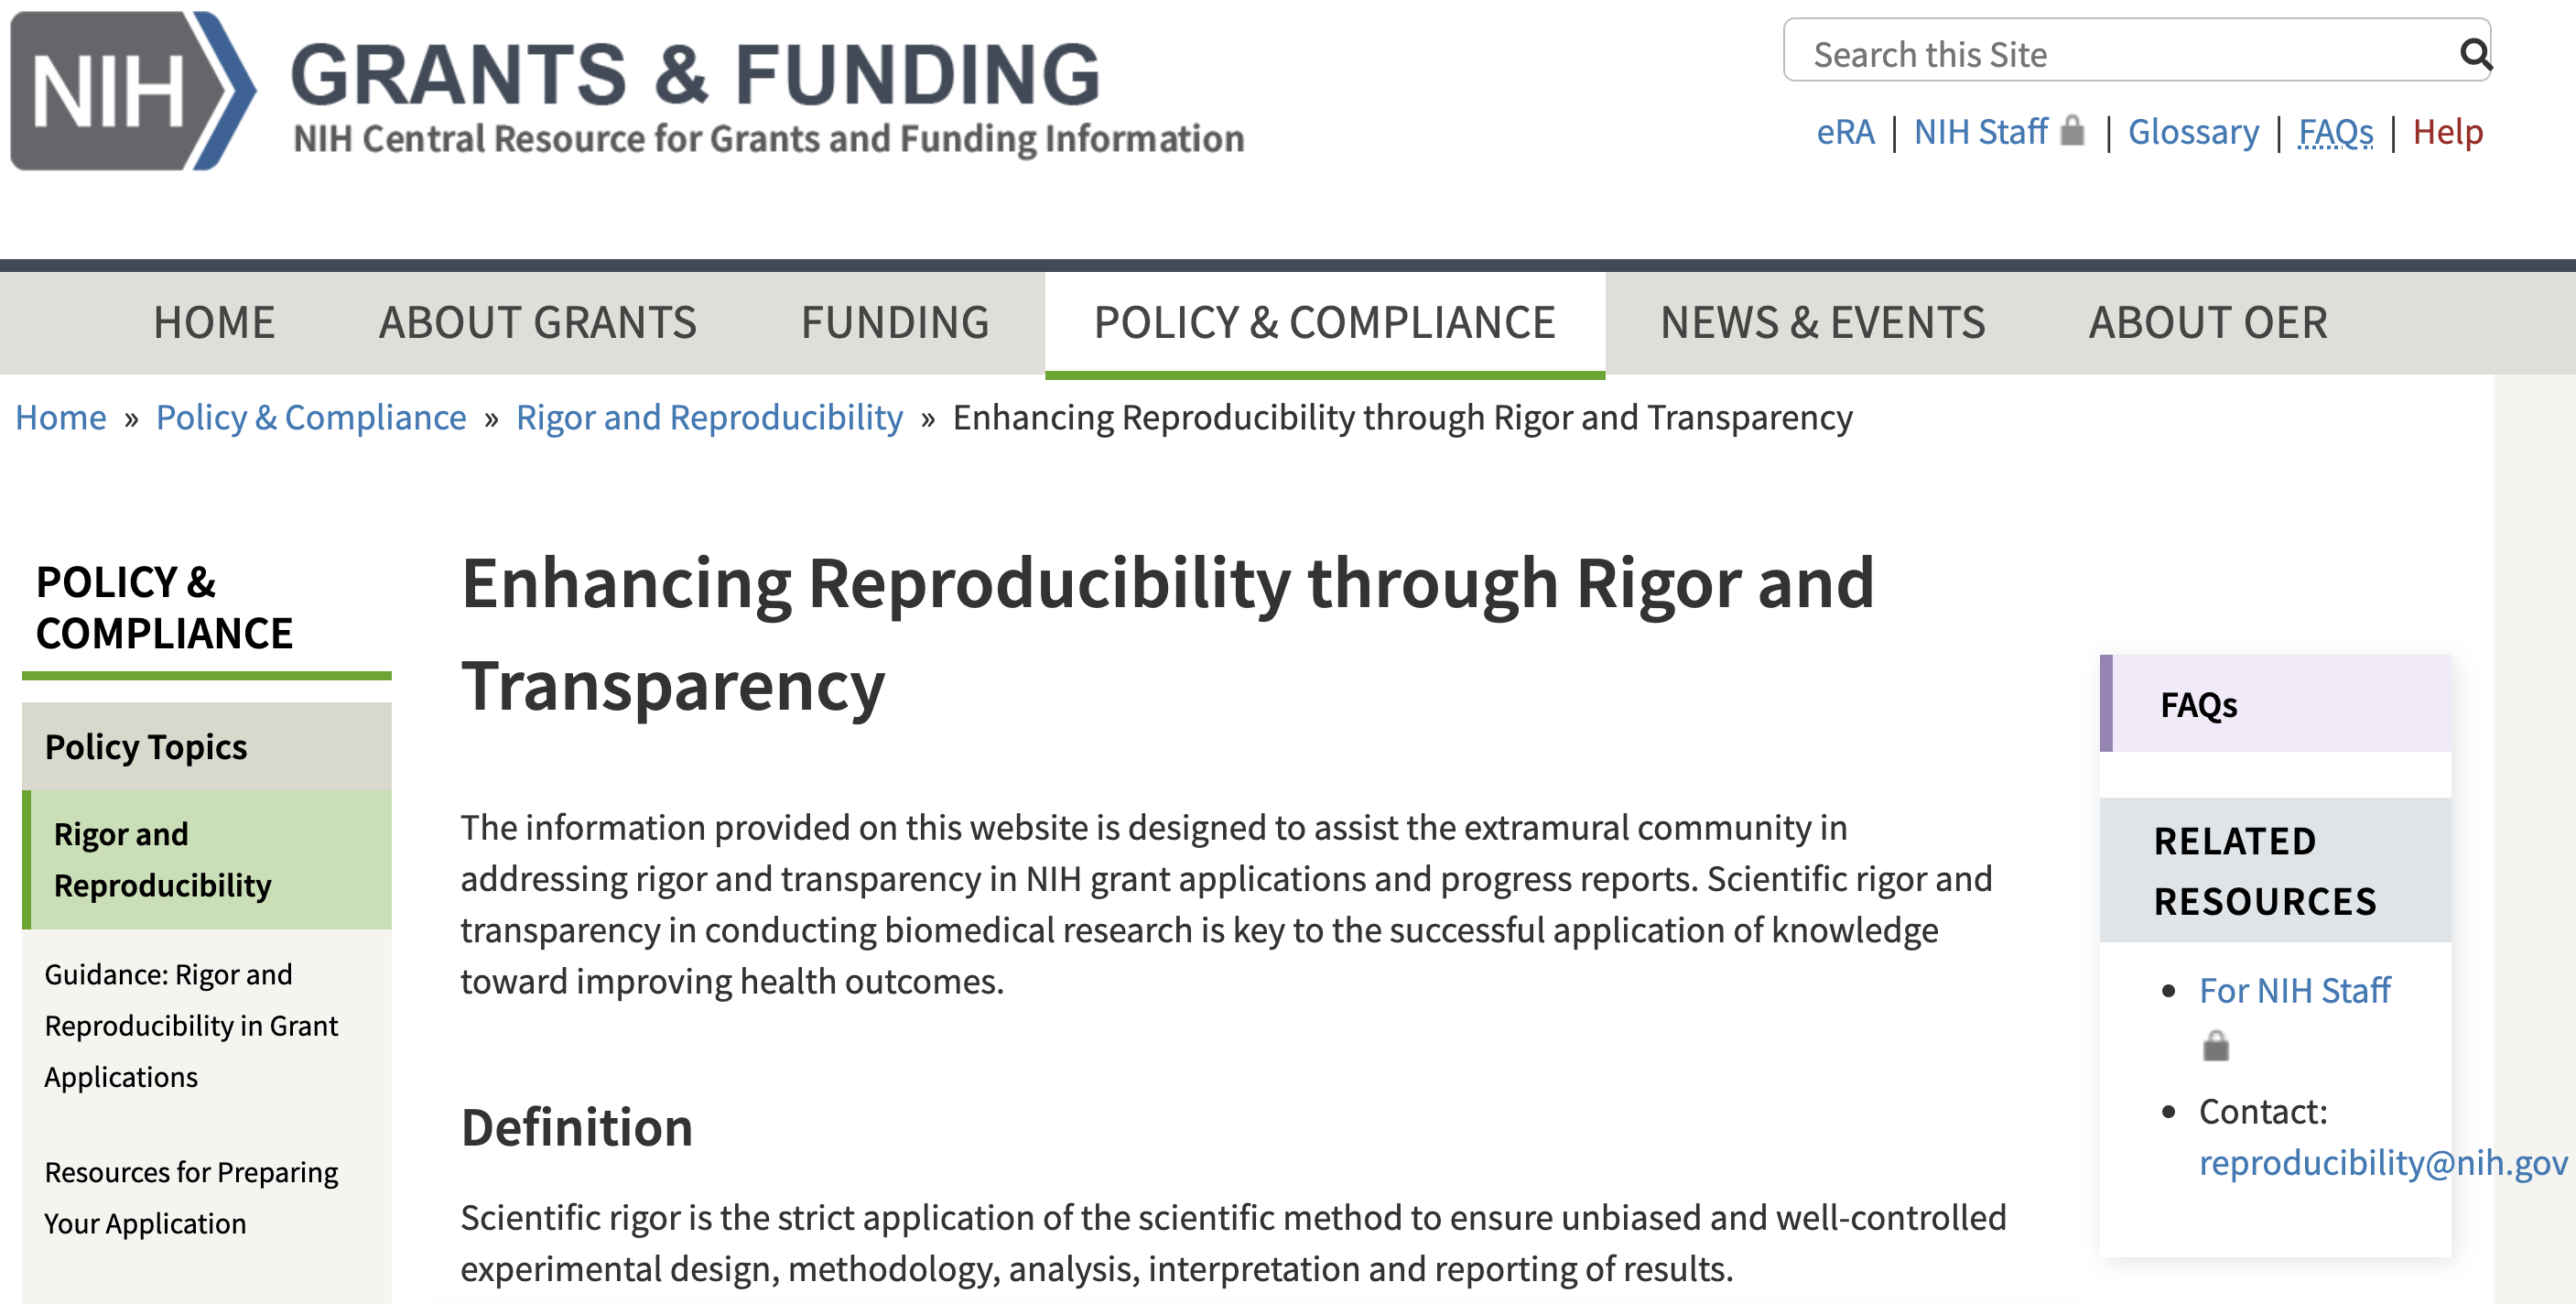 NIH
GRANTS & FUNDING
NIH Central Resource for Grants and Funding Information
Search this Site
eRA | NIH Staff | Glossary | FAQs | Help
HOME ABOUT GRANTS FUNDING POLICY & COMPLIANCE NEWS & EVENTS ABOUT OER
Home » Policy & Compliance » Rigor and Reproducibility » Enhancing Reproducibility through Rigor and Transparency
POLICY &
COMPLIANCE
Policy Topics
Rigor and
Reproducibility
Guidance: Rigor and
Reproducibility in Grant
Applications
Resources for Preparing
Your Application
Enhancing Reproducibility through Rigor and
Transparency
The information provided on this website is designed to assist the extramural community in
addressing rigor and transparency in NIH grant applications and progress reports. Scientific rigor and
transparency in conducting biomedical research is key to the successful application of knowledge
toward improving health outcomes.
Definition
Scientific rigor is the strict application of the scientific method to ensure unbiased and well-controlled
experimental design, methodology, analysis, interpretation and reporting of results.
FAQs
RELATED
RESOURCES
• For NIH Staff
• Contact:
reproducibility@nih.gov